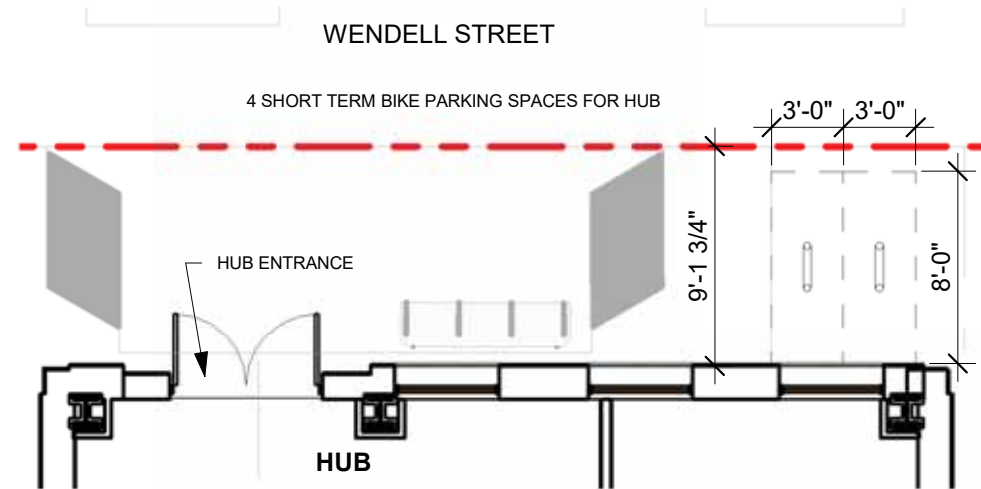 WENDELL STREET
4 SHORT TERM BIKE PARKING SPACES FOR HUB
3'-0" 3'-0"
HUB ENTRANCE
9'-1 3/4"
8'-0"
HUB